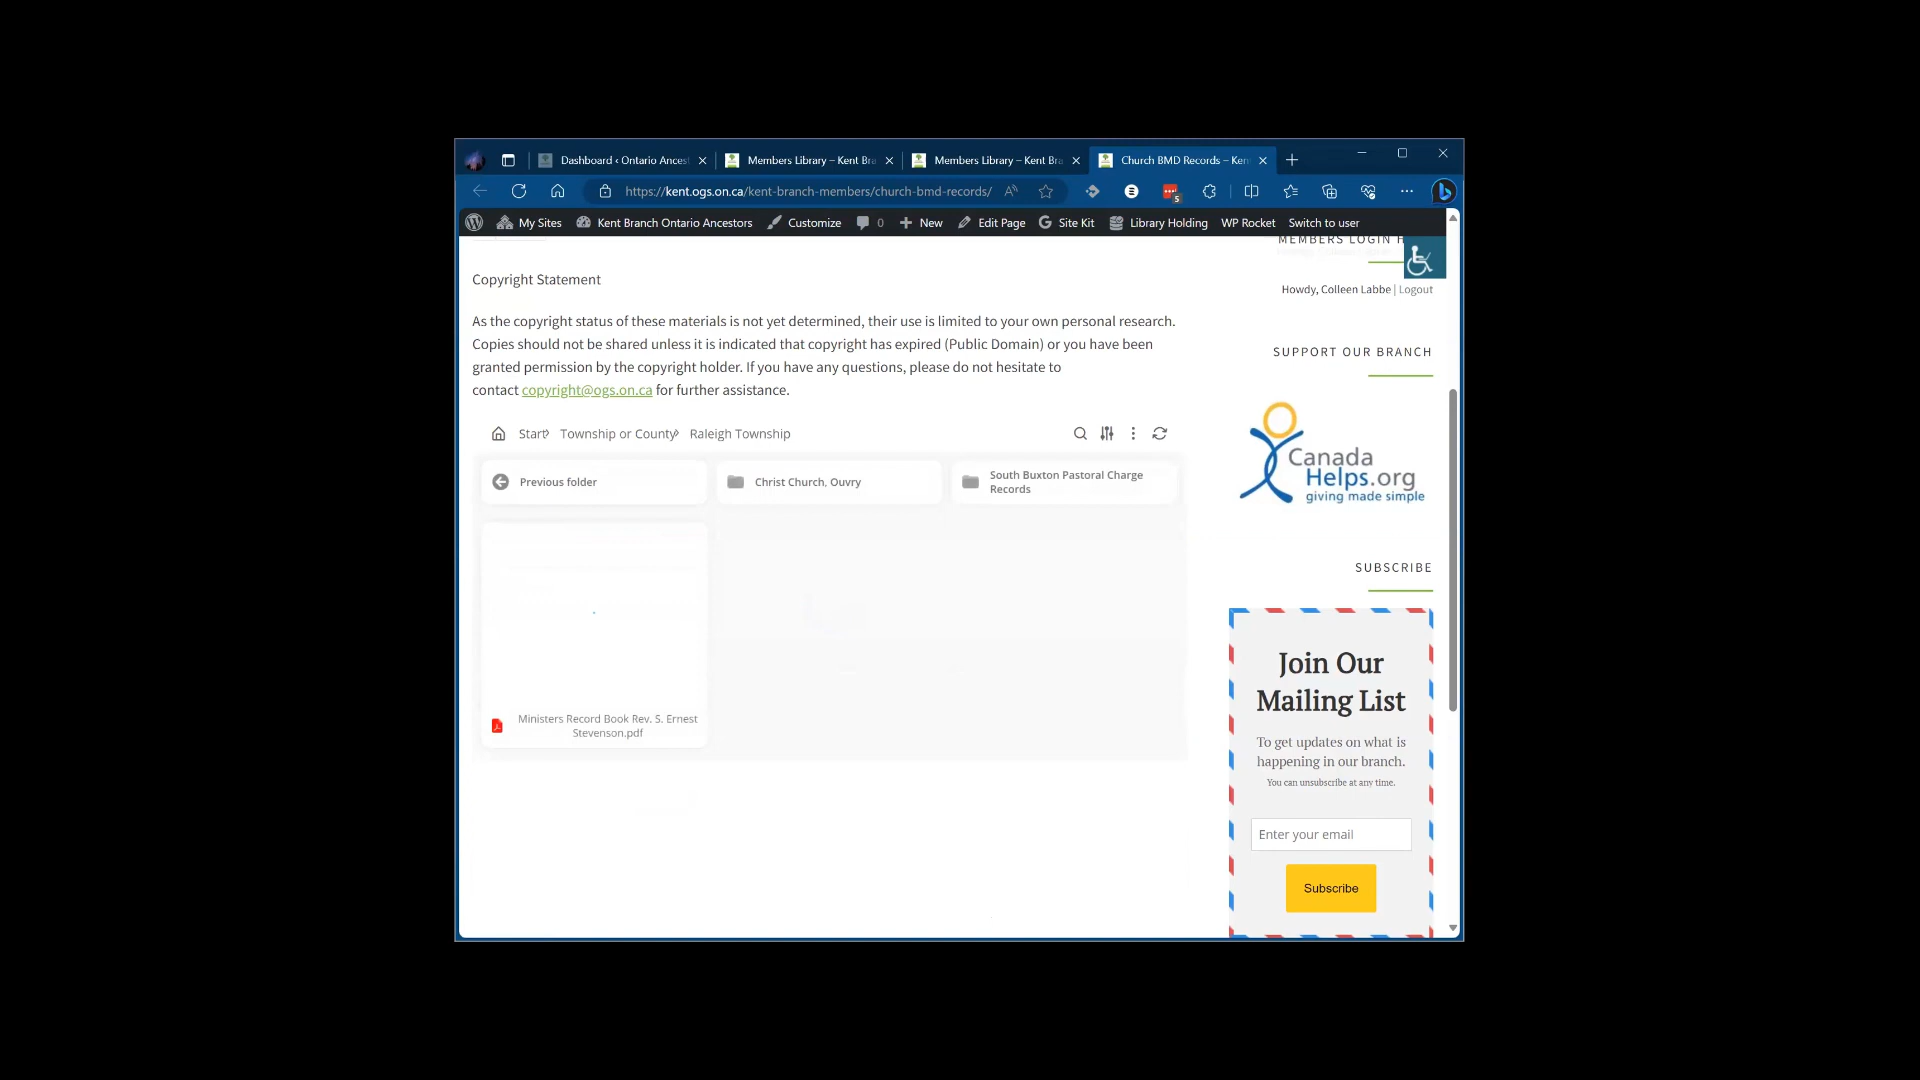 Dashboard ‹ Ontario Ances
Members Library – Kent Bra
Members Library – Kent Bra
Church BMD Records – Ken
https://kent.ogs.on.ca/kent-branch-members/church-bmd-records/
5
My Sites
Kent Branch Ontario Ancestors
Customize
0
New
Edit Page
Site Kit
Library Holding
WP Rocket
Switch to user
Copyright Statement
As the copyright status of these materials is not yet determined, their use is limited to your own personal research.
Copies should not be shared unless it is indicated that copyright has expired (Public Domain) or you have been
granted permission by the copyright holder. If you have any questions, please do not hesitate to
contact copyright@ogs.on.ca for further assistance.
Start
Township or County
Raleigh Township
Previous folder
Christ Church, Ouvry
South Buxton Pastoral Charge
Records
Ministers Record Book Rev. S. Ernest
Stevenson.pdf
MEMBERS LOGIN H
Howdy, Colleen Labbe | Logout
SUPPORT OUR BRANCH
Canada
Helps.org
giving made simple
SUBSCRIBE
Join Our
Mailing List
To get updates on what is
happening in our branch.
You can unsubscribe at any time.
Enter your email
Subscribe